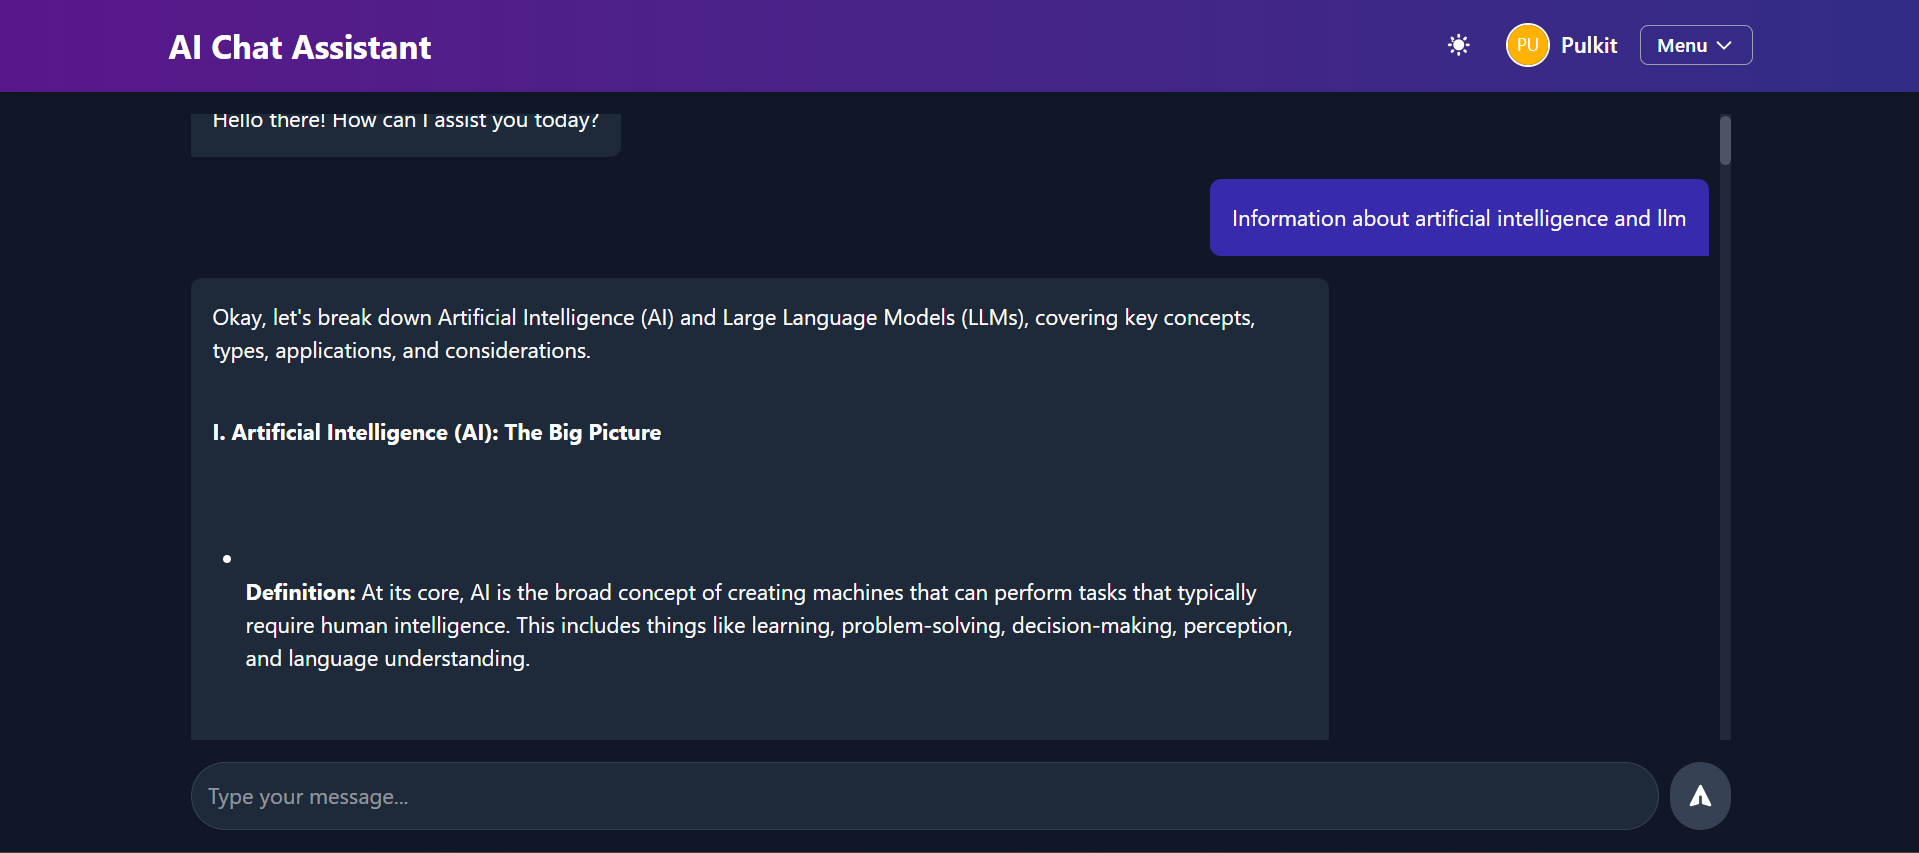 AI Chat Assistant
PU
Pulkit
Menu
Hello there! How can I assist you today?
Information about artificial intelligence and llm
Okay, let's break down Artificial Intelligence (AI) and Large Language Models (LLMs), covering key concepts,
types, applications, and considerations.
I. Artificial Intelligence (AI): The Big Picture
Definition: At its core, AI is the broad concept of creating machines that can perform tasks that typically
require human intelligence. This includes things like learning, problem-solving, decision-making, perception,
and language understanding.
Type your message...